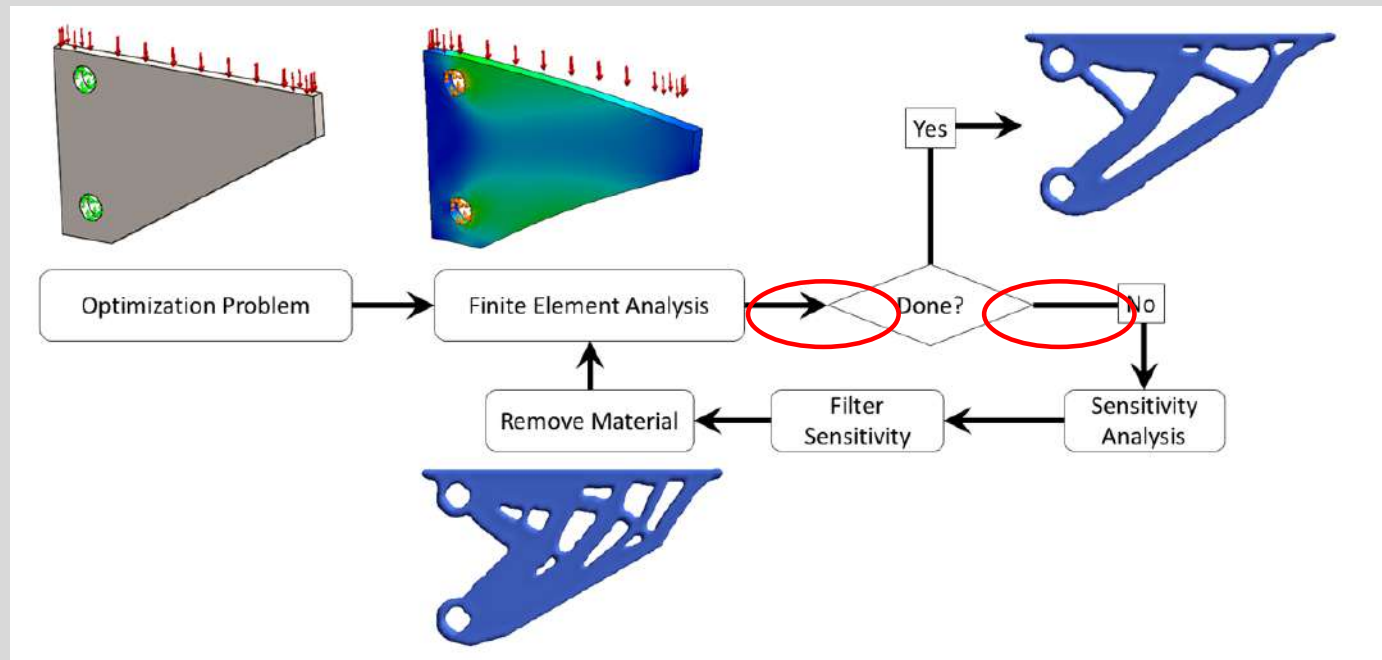 Yes
Optimization Problem
Finite Element Analysis
Done?
No
Remove Material
Filter
Sensitivity
Sensitivity
Analysis